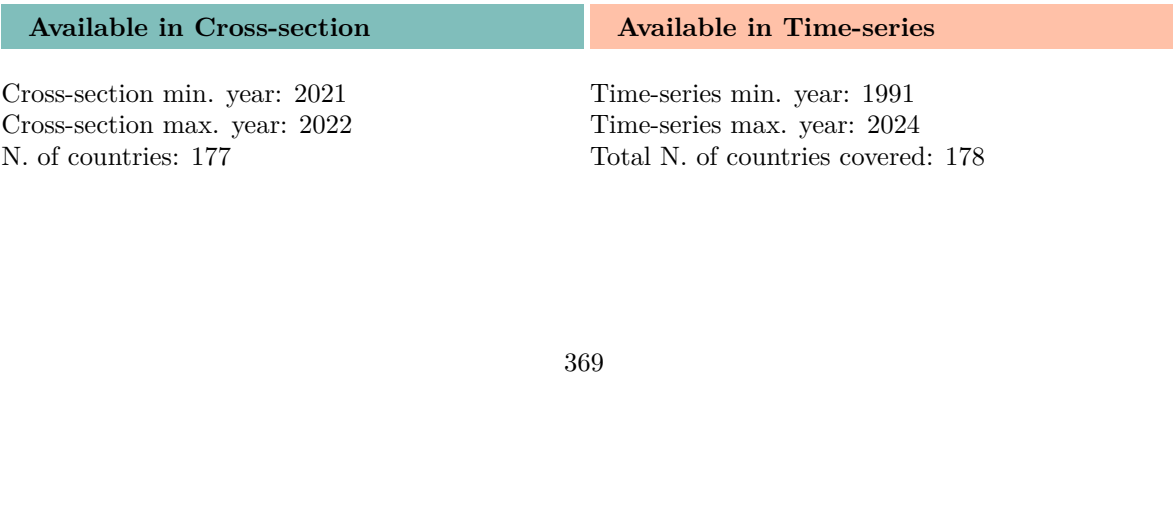 Available in Cross-section
Cross-section min. year: 2021
Cross-section max. year: 2022
N. of countries: 177
Available in Time-series
Time-series min. year: 1991
Time-series max. year: 2024
Total N. of countries covered: 178
369